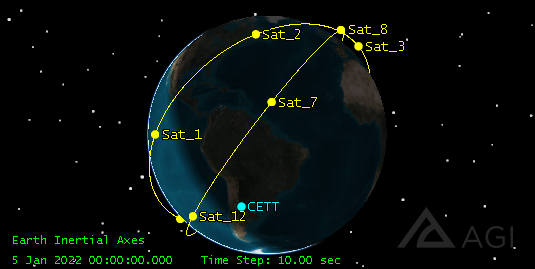 Sat_8
Sat_2
Sat_3
Sat_7
Sat_1
CETT
Sat_12
AGI
Earth Inertial Axes
5 Jan 2022 00:00:00.000 Time Step: 10.00 sec